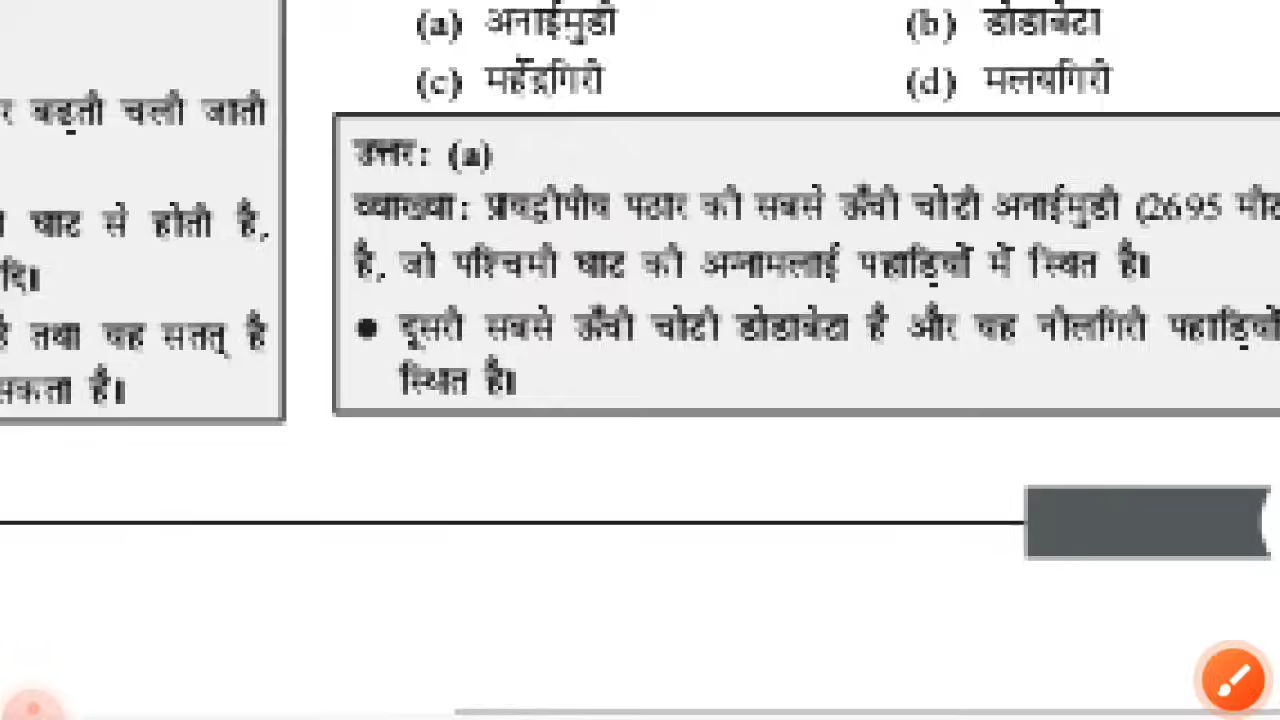 र बढ़ती चली जाती
घाट से होती है,
दि।
है तथा यह सतत् है
सकता है।
(a) अनाईमुडी (b) डोडाबेटा
(c) महेंद्रगिरी (d) मलयगिरी
उत्तर: (a)
व्याख्या: प्रायद्वीपीय पठार की सबसे ऊँची चोटी अनाईमुडी (2695 मीट
है, जो पश्चिमी घाट की अन्नामलाई पहाड़ियों में स्थित है।
● दूसरी सबसे ऊँची चोटी डोडाबेटा है और यह नीलगिरी पहाड़ियों
स्थित है।